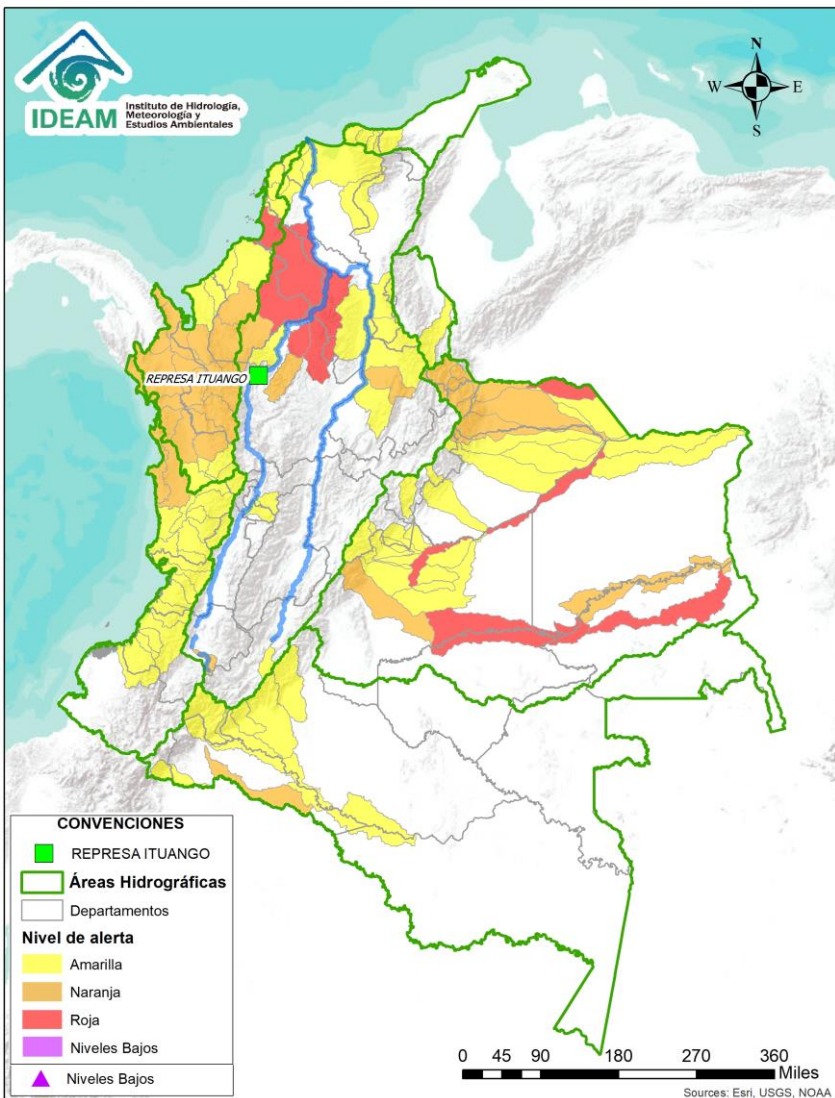 IDEAM
Instituto de Hidrología,
Meteorología y
Estudios Ambientales
N
W
E
S
REPRESA ITUANGO
CONVENCIONES
REPRESA ITUANGO
Áreas Hidrográficas
Departamentos
Nivel de alerta
Amarilla
Naranja
Roja
Niveles Bajos
Niveles Bajos
0 45 90 180 270 360
Miles
Sources: Esri, USGS, NOAA